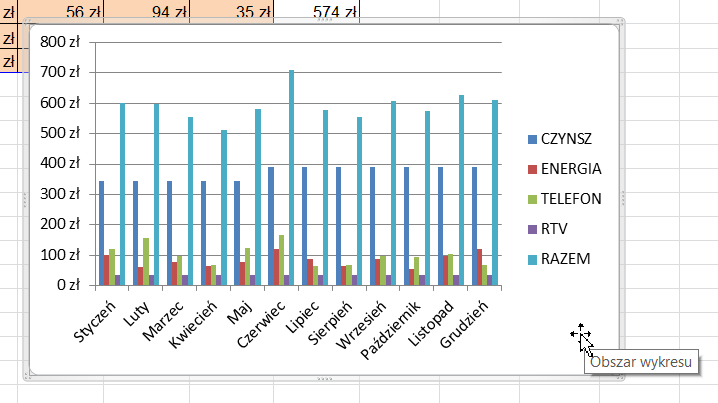 zł 56 zł 94 zł 35 zł 574 zł
zł
zł
800 zł
700 zł
600 zł
500 zł
400 zł
300 zł
200 zł
100 zł
0 zł
Styczeń Luty Marzec Kwiecień Maj Czerwiec Lipiec Sierpień Wrzesień Październik Listopad Grudzień
CZYNSZ
ENERGIA
TELEFON
RTV
RAZEM
Obszar wykresu